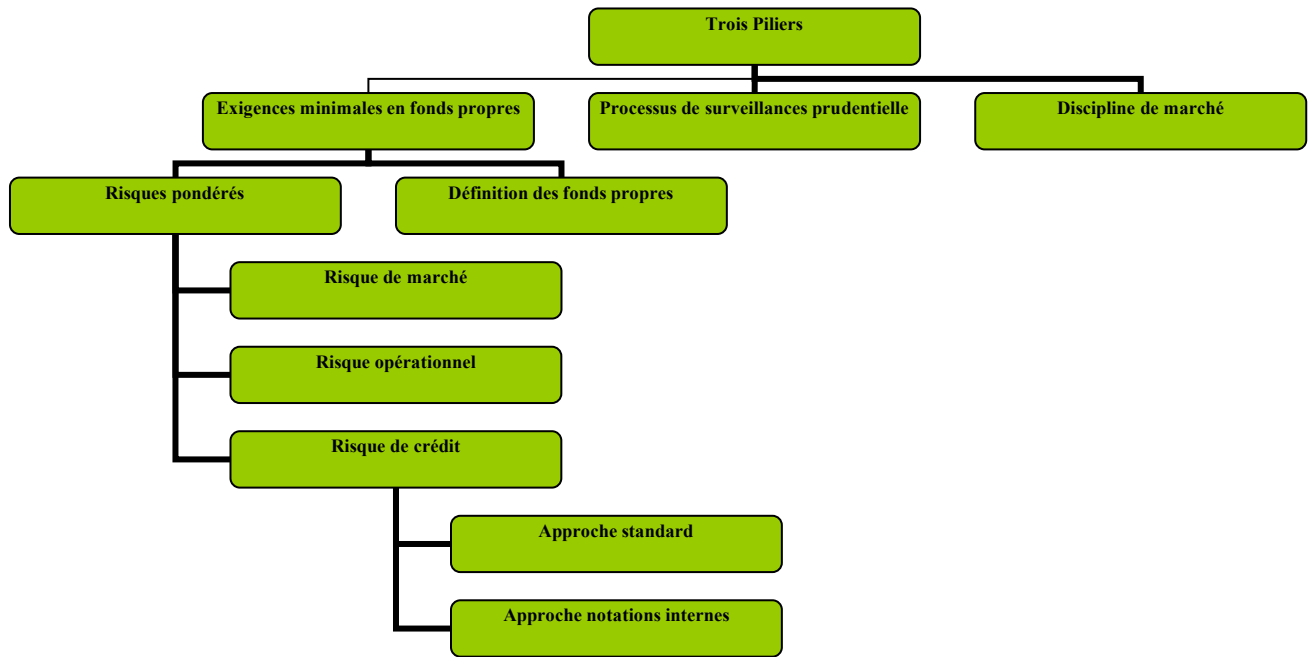 Trois Piliers
Exigences minimales en fonds propres
Processus de surveillances prudentielle
Discipline de marché
Risques pondérés
Définition des fonds propres
Risque de marché
Risque opérationnel
Risque de crédit
Approche standard
Approche notations internes